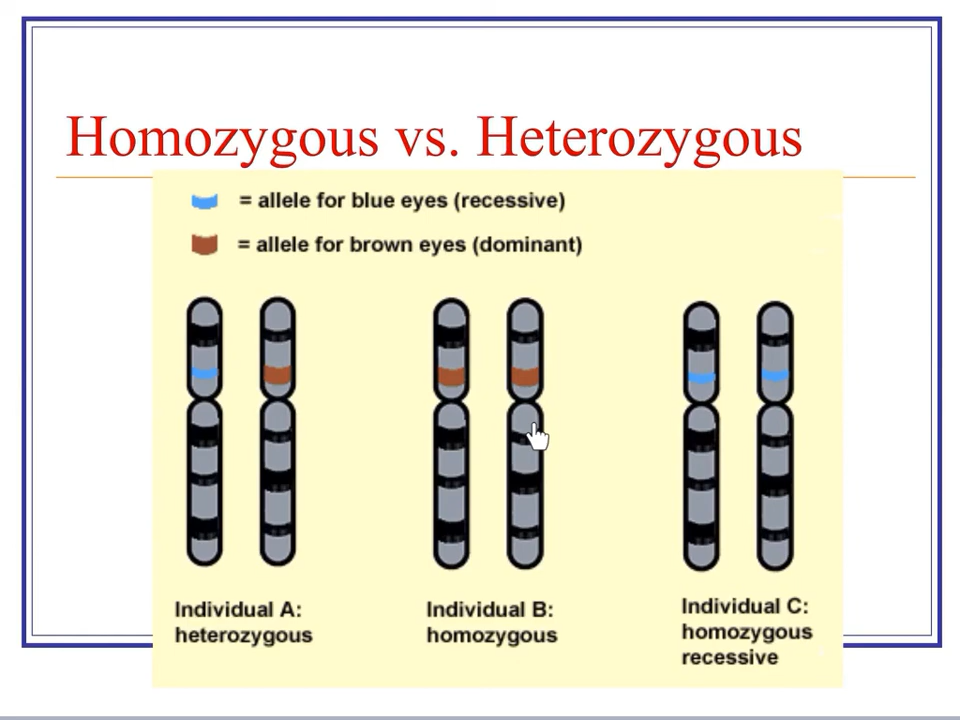 Homozygous vs. Heterozygous
= allele for blue eyes (recessive)
= allele for brown eyes (dominant)
Individual A:
heterozygous
Individual B:
homozygous
Individual C:
homozygous
recessive